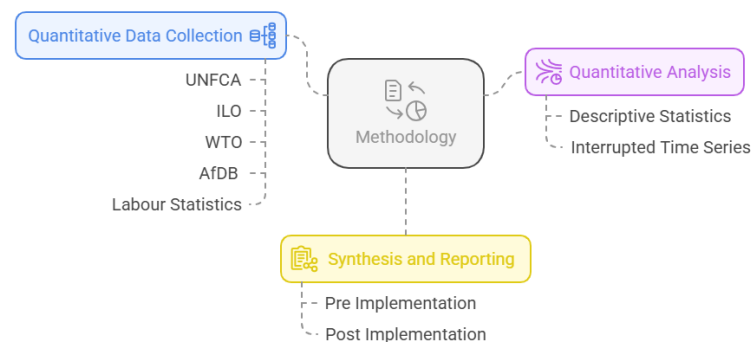 Quantitative Data Collection
UNFCA
ILO
WTO
AfDB
Labour Statistics
Methodology
Quantitative Analysis
Descriptive Statistics
Interrupted Time Series
Synthesis and Reporting
Pre Implementation
Post Implementation